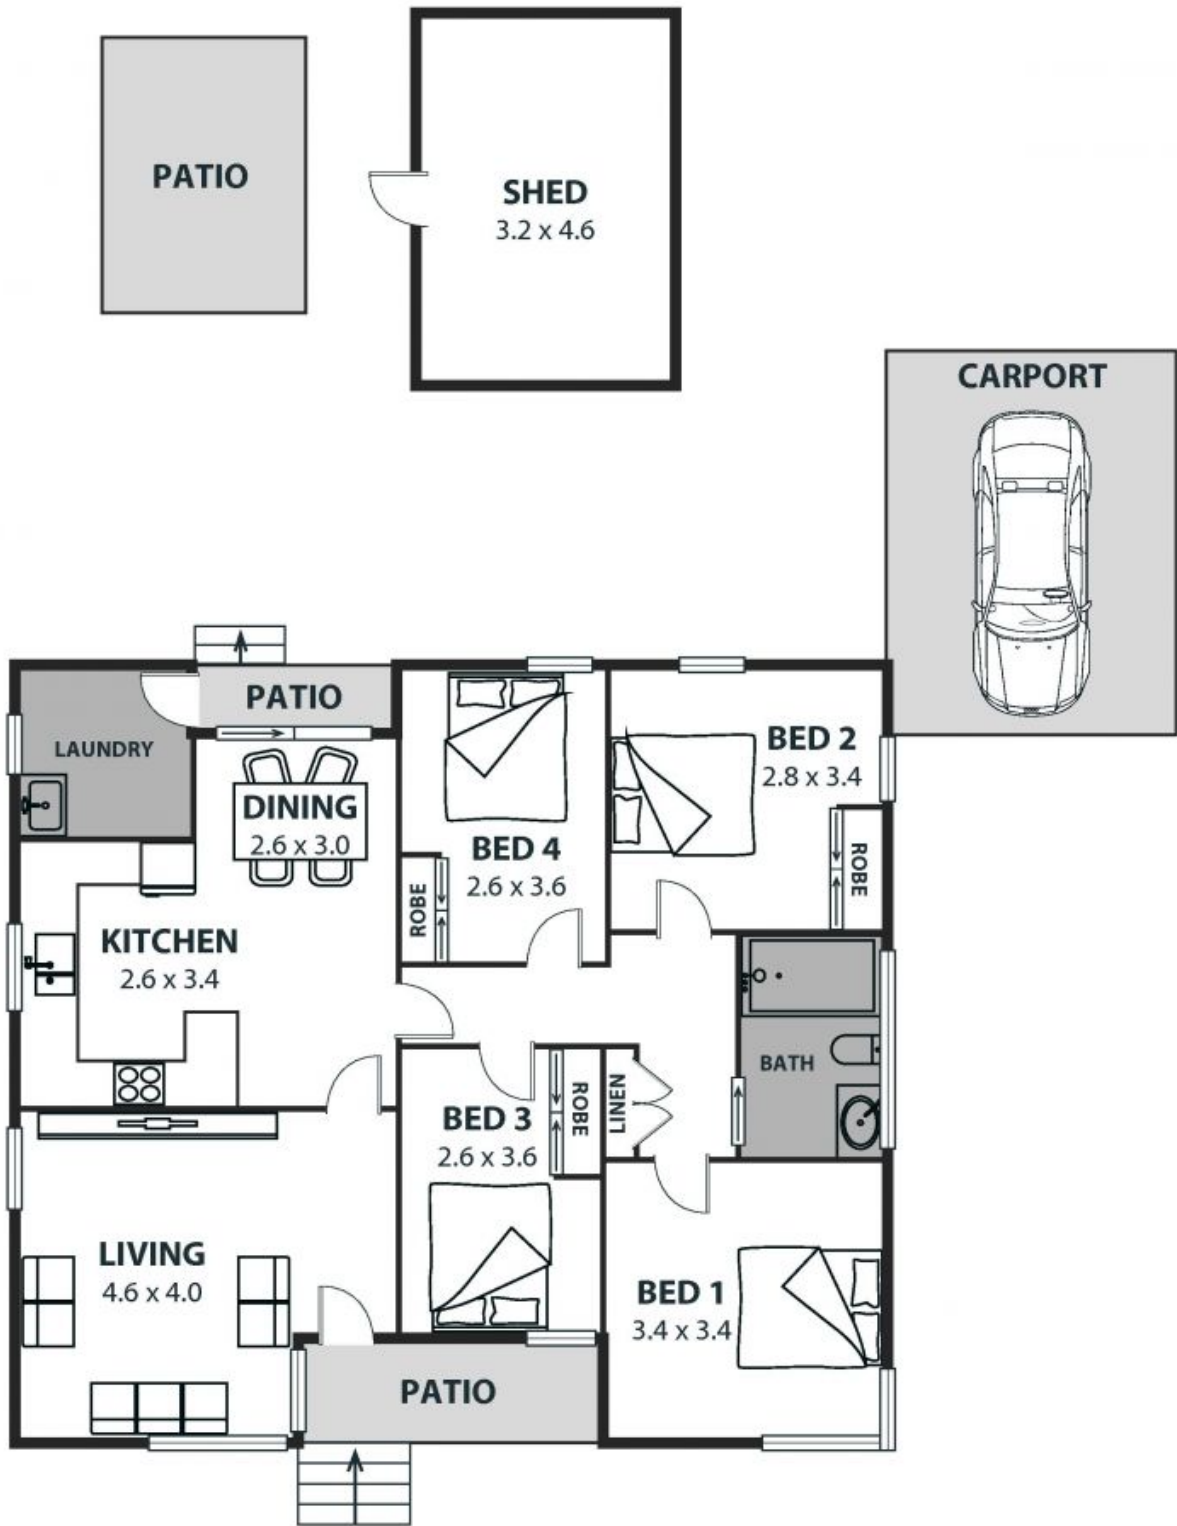 PATIO
SHED
3.2 x 4.6
CARPORT
PATIO
LAUNDRY
DINING
2.6 x 3.0
BED 4
2.6 x 3.6
ROBE
BED 2
2.8 x 3.4
ROBE
KITCHEN
2.6 x 3.4
BATH
BED 3
2.6 x 3.6
ROBE
LINEN
LIVING
4.6 x 4.0
BED 1
3.4 x 3.4
PATIO